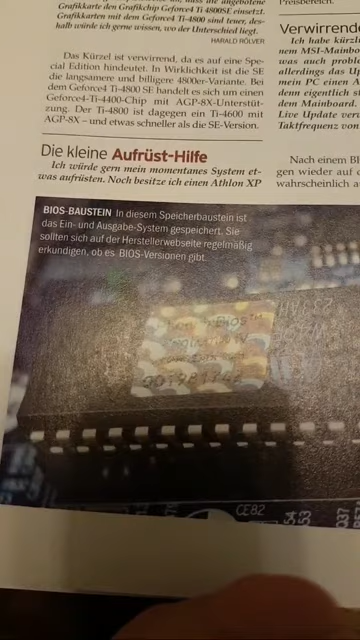 Grafikkarte den Grafikchip Geforce4 Ti 4800SE einsetzt.
Grafikkarten mit dem Geforce4 Ti-4800 sind teuer, des-
halb würde ich gerne wissen, wo der Unterschied liegt.
HARALD RÖLVER
Das Kürzel ist verwirrend, da es auf eine Spe-
cial Edition hindeutet. In Wirklichkeit ist die SE
die langsamere und billigere 4800er-Variante. Bei
dem Geforce4 Ti-4800 SE handelt es sich um einen
Geforce4-Ti-4400-Chip mit AGP-8X-Unterstüt-
zung. Der Ti-4800 ist dagegen ein Ti-4600 mit
AGP-8X – und etwas schneller als die SE-Version.
Die kleine Aufrüst-Hilfe
Ich würde gern mein momentanes System et-
was aufrüsten. Noch besitze ich einen Athlon XP
Preisbereich.
Verwirrende
Ich habe kürzl
nem MSI-Mainbo
was auch proble
allerdings das Up
mein PC einen A
denn eigentlich st
dem Mainboard.
Live Update veru
Taktfrequenz von
Nach einem BI
gen wieder auf d
wahrscheinlich a
BIOS-BAUSTEIN In diesem Speicherbaustein ist
das Ein- und Ausgabe-System gespeichert. Sie
sollten sich auf der Herstellerwebseite regelmäßig
erkundigen, ob es BIOS-Versionen gibt.
CE82
54
53
037